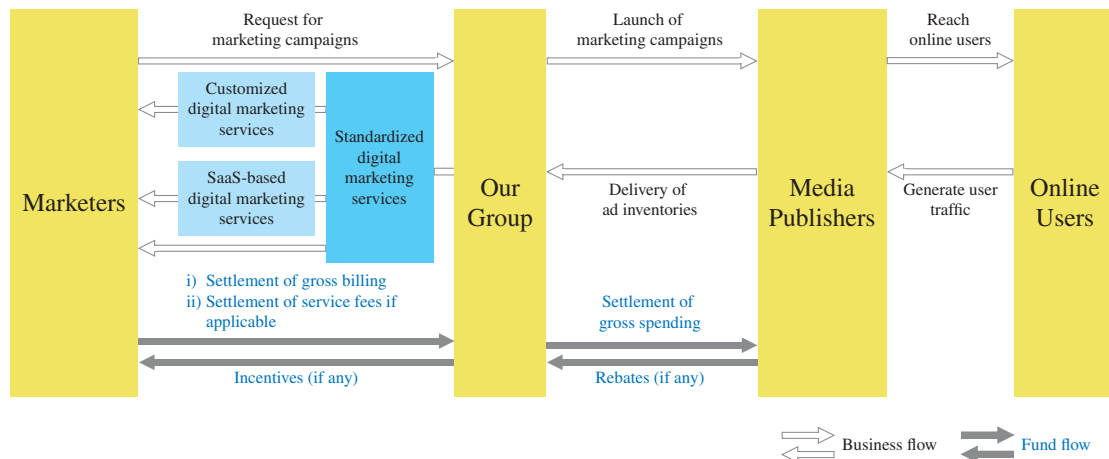 Request for
marketing campaigns
Launch of
marketing campaigns
Reach
online users
Customized
digital marketing
services
SaaS-based
digital marketing
services
Standardized
digital
marketing
services
Marketers
Our
Group
Delivery of
ad inventories
Media
Publishers
Generate user
traffic
Online
Users
i) Settlement of gross billing
ii) Settlement of service fees if
applicable
Settlement of
gross spending
Incentives (if any)
Rebates (if any)
Business flow
Fund flow